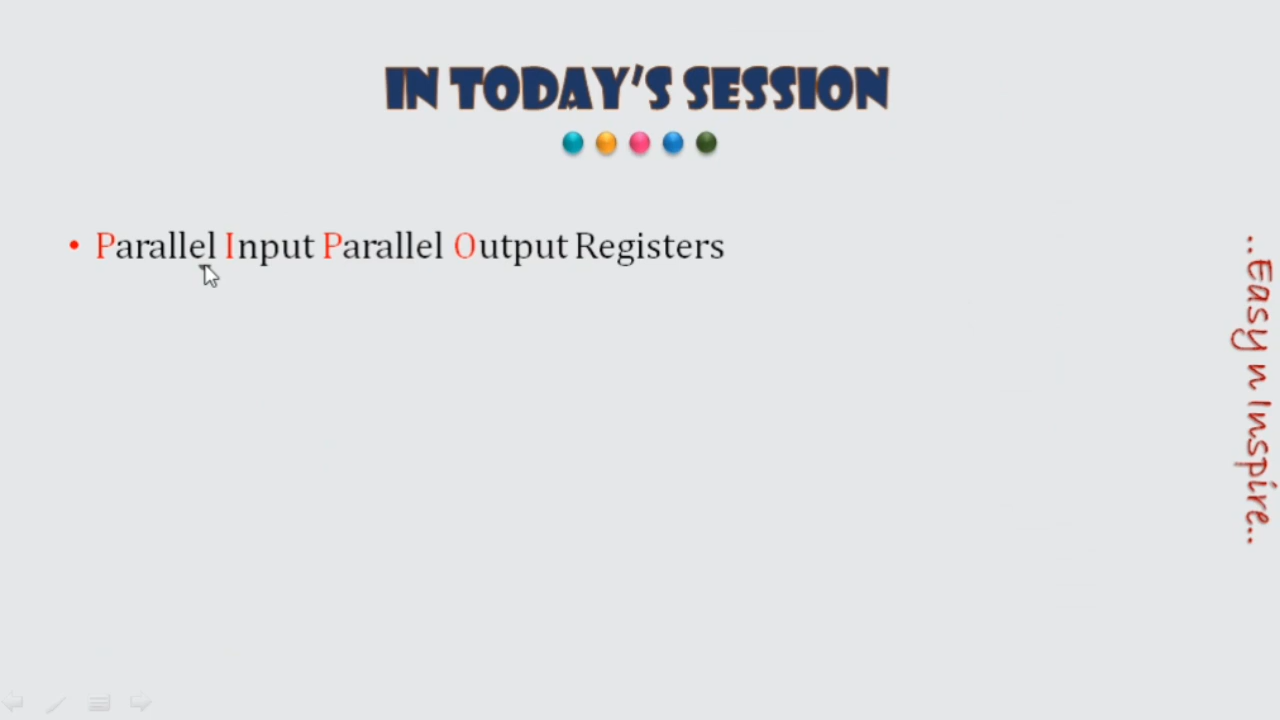 IN TODAY'S SESSION
• Parallel Input Parallel Output Registers
..Easy n Inspire..